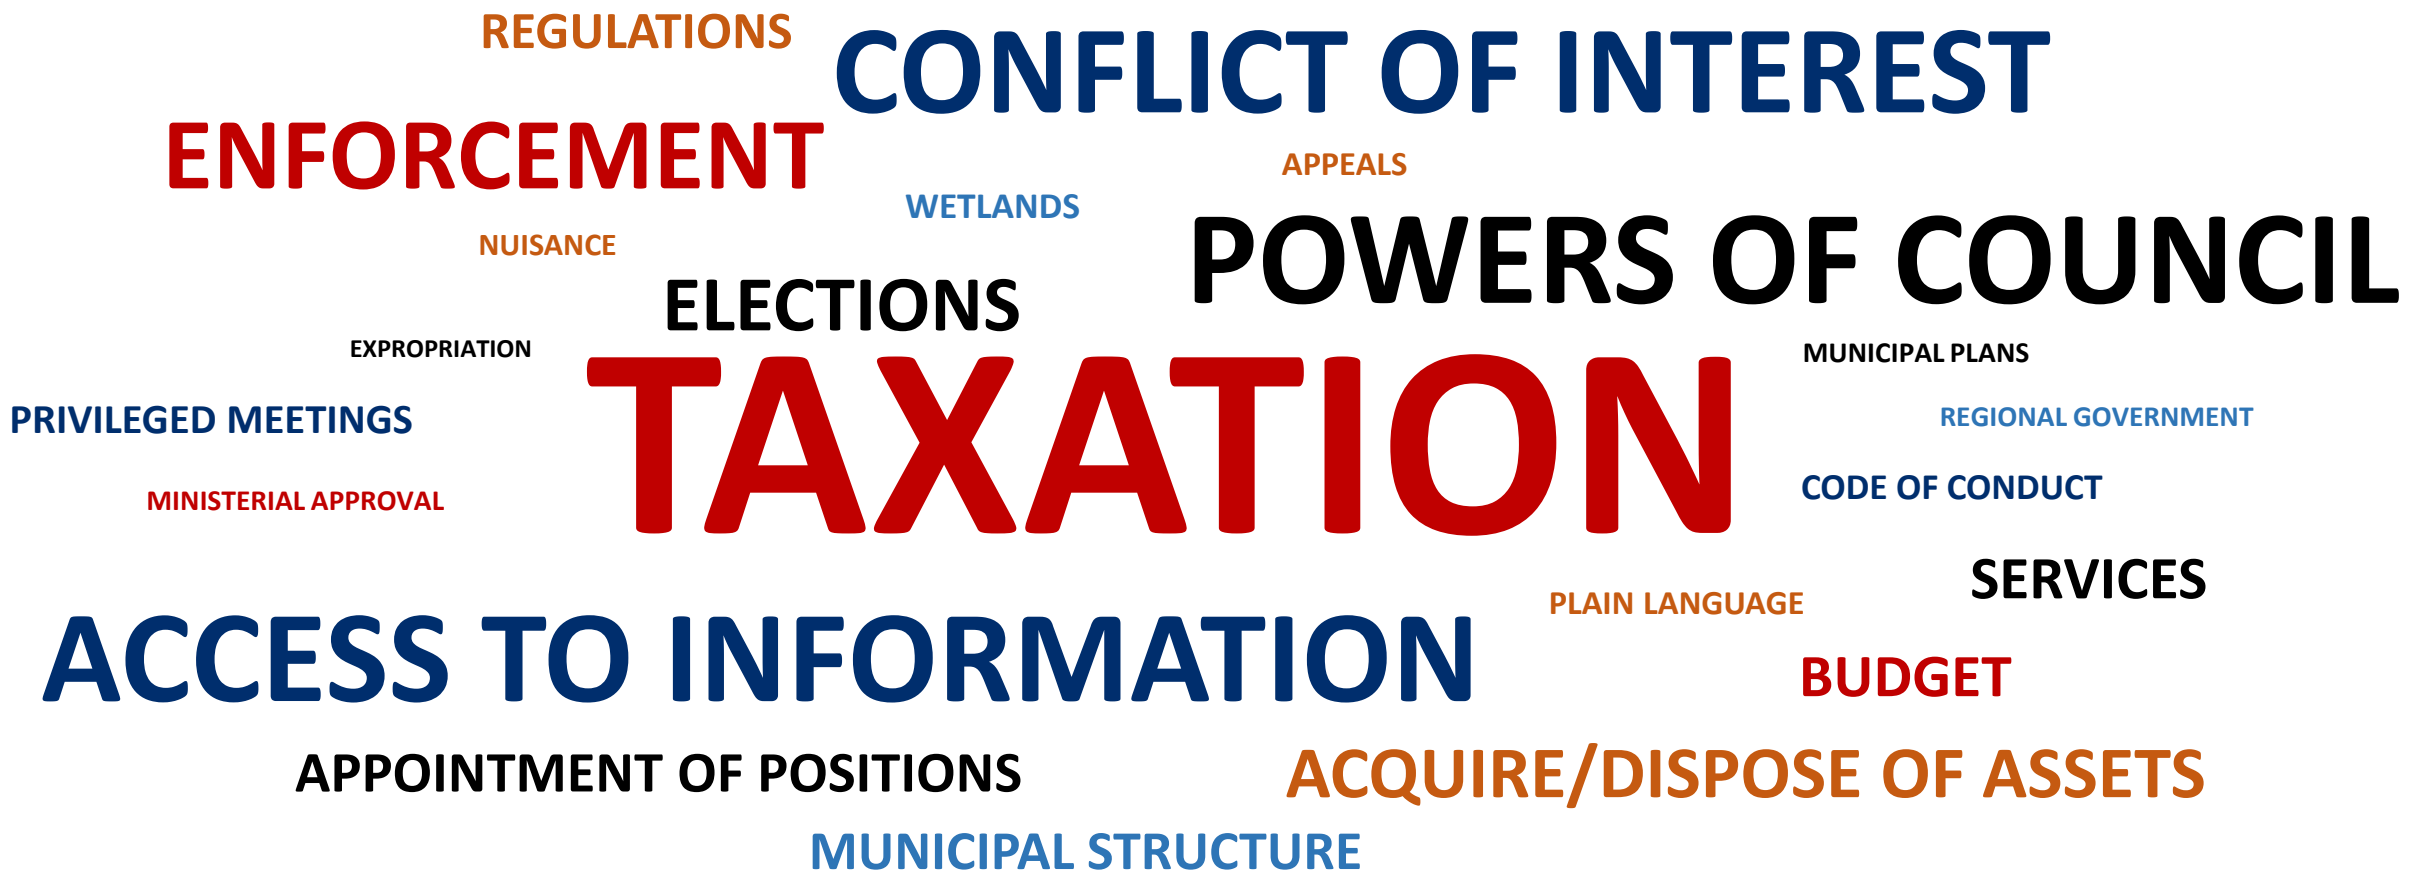 REGULATIONS
CONFLICT OF INTEREST
ENFORCEMENT
APPEALS
WETLANDS
NUISANCE
POWERS OF COUNCIL
ELECTIONS
EXPROPRIATION
MUNICIPAL PLANS
TAXATION
PRIVILEGED MEETINGS
REGIONAL GOVERNMENT
MINISTERIAL APPROVAL
CODE OF CONDUCT
SERVICES
PLAIN LANGUAGE
ACCESS TO INFORMATION
BUDGET
APPOINTMENT OF POSITIONS
ACQUIRE/DISPOSE OF ASSETS
MUNICIPAL STRUCTURE